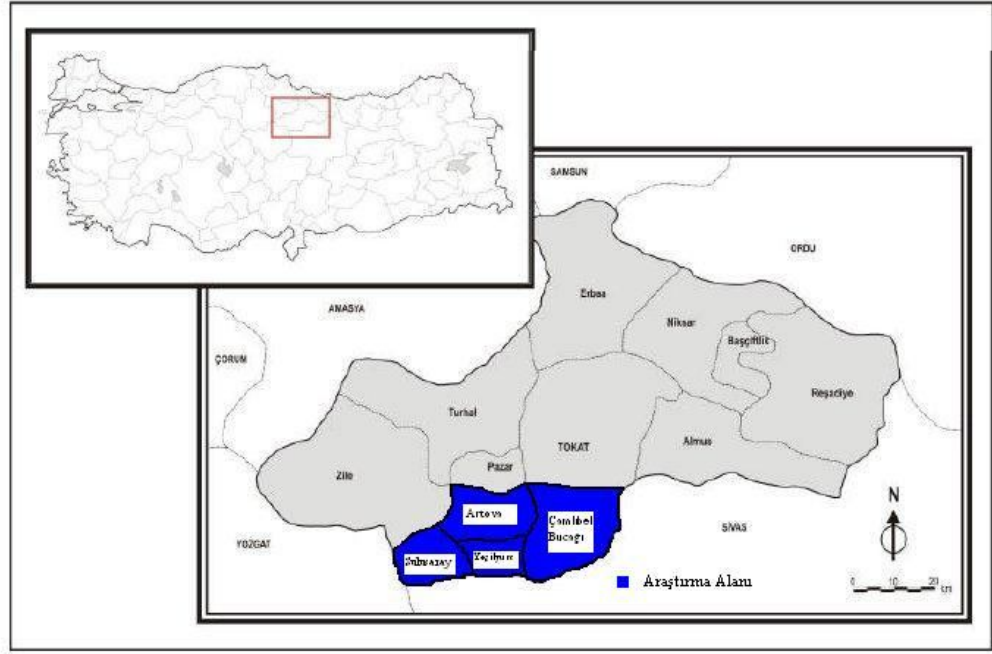 SAMSUN
ORDU
AMASYA
ÇORUM
Erbaa
Niksar
Başçiftlik
Reşadiye
Turhal
TOKAT
Almus
Zile
Pazar
Artova
Çamlıbel
Bucağı
SİVAS
YOZGAT
Sulusaray
Yeşilyurt
Araştırma Alanı
N
0 10 20
km